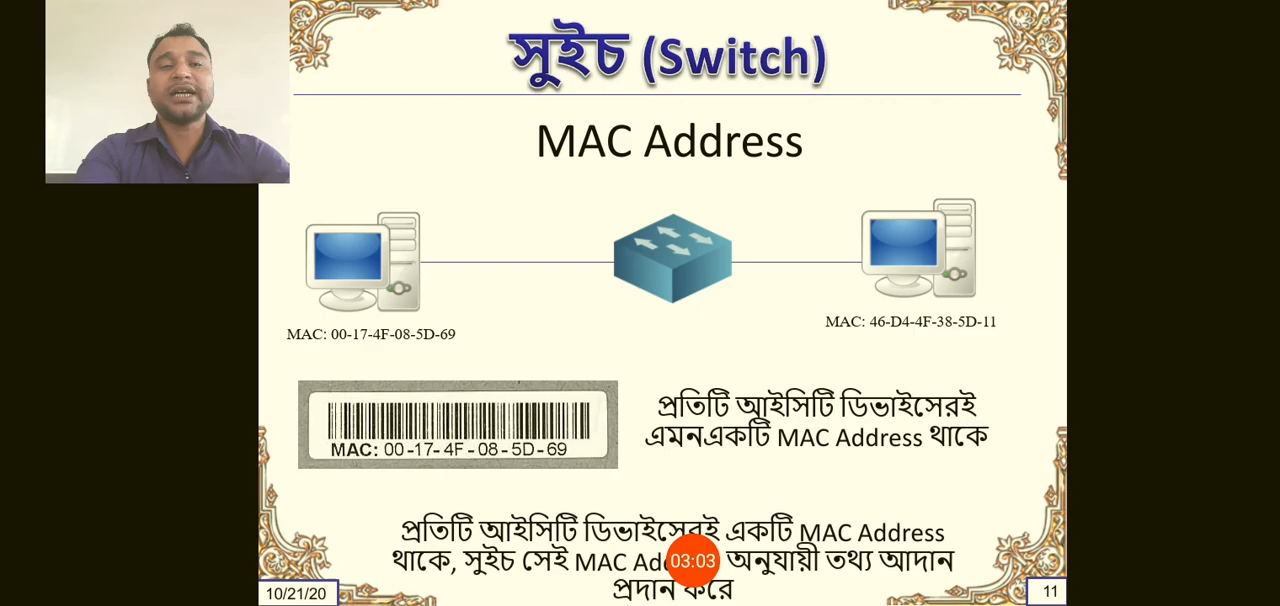 সুইচ (Switch)
MAC Address
MAC: 00-17-4F-08-5D-69
MAC: 46-D4-4F-38-5D-11
MAC: 00-17-4F-08-5D-69
প্রতিটি আইসিটি ডিভাইসেরই
এমনএকটি MAC Address থাকে
প্রতিটি আইসিটি ডিভাইসেরই একটি MAC Address
থাকে, সুইচ সেই MAC অনুযায়ী তথ্য আদান
প্রদান করে
03:03
10/21/20
11